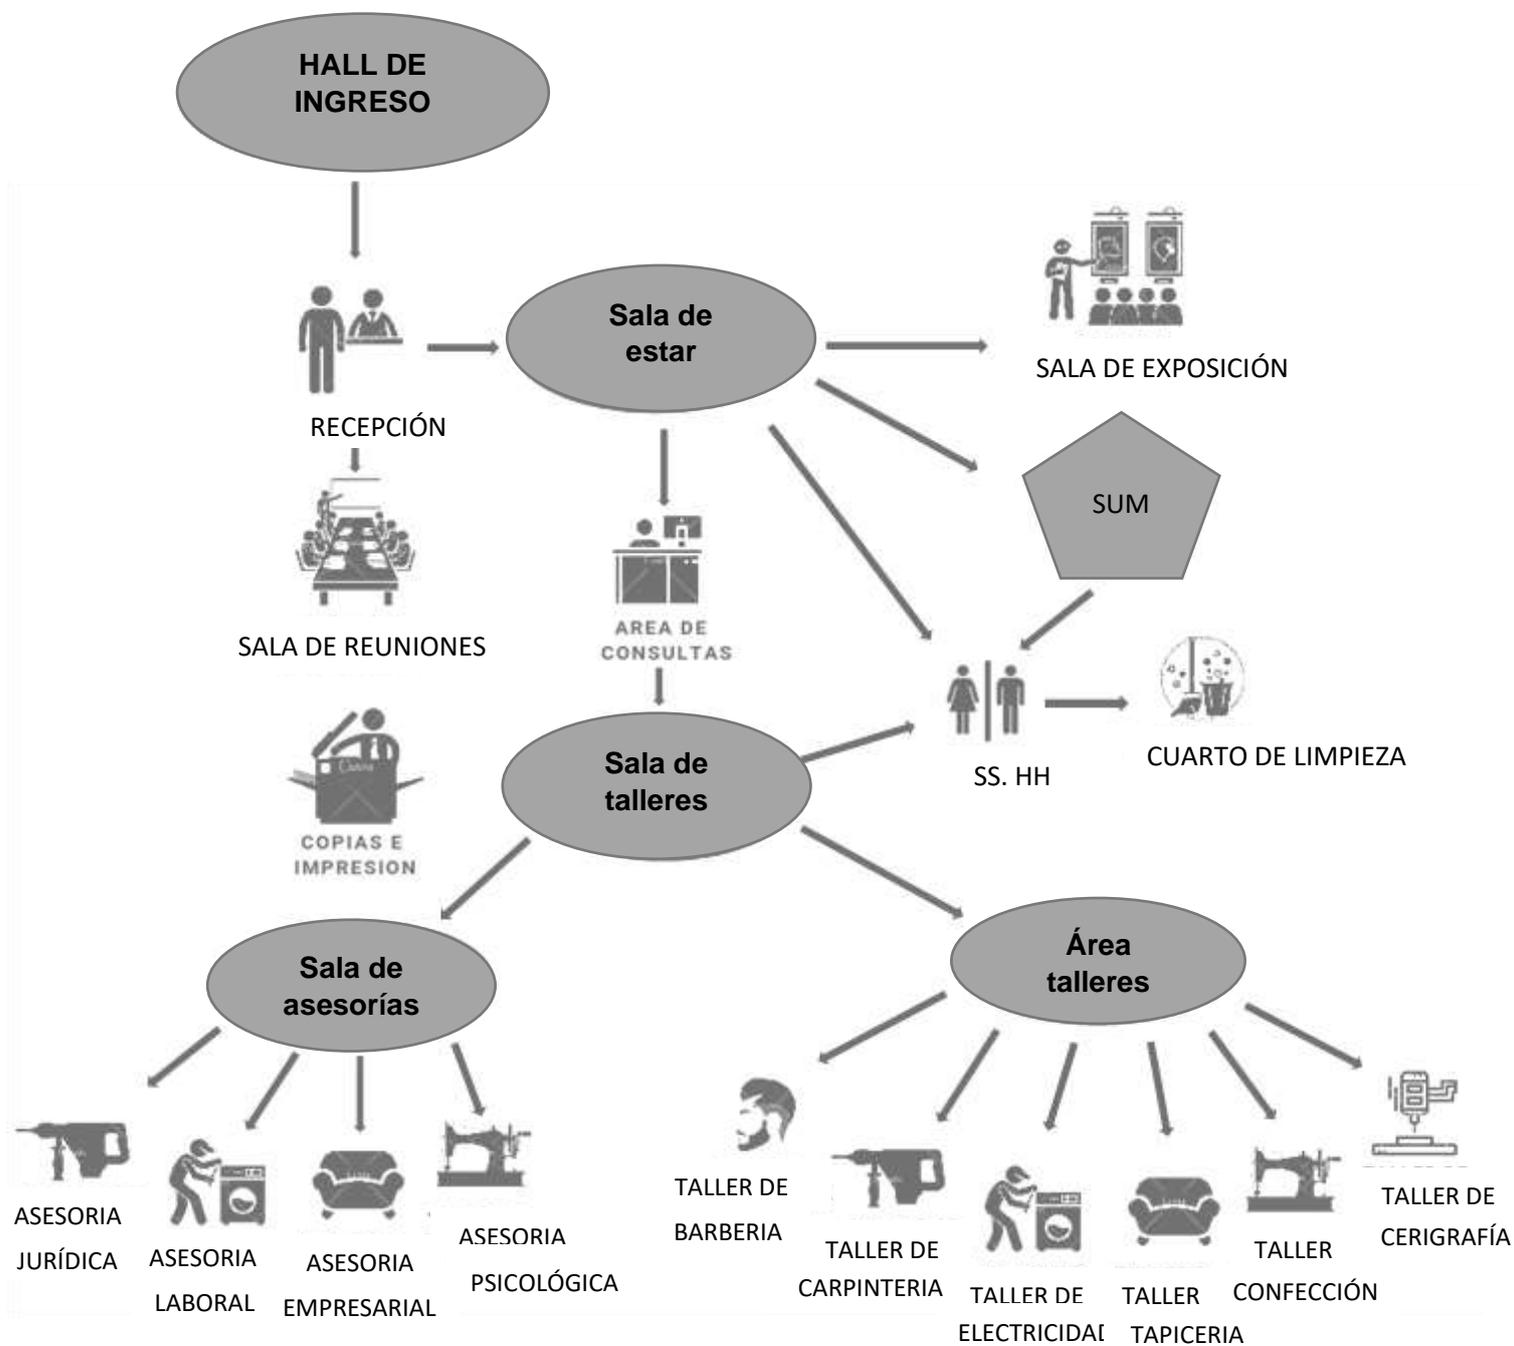 HALL DE
INGRESO
RECEPCIÓN
Sala de
estar
SALA DE EXPOSICIÓN
SUM
SALA DE REUNIONES
AREA DE
CONSULTAS
SS. HH
CUARTO DE LIMPIEZA
COPIAS E
IMPRESION
Sala de
talleres
Sala de
asesorías
Área
talleres
ASESORIA
JURÍDICA
ASESORIA
LABORAL
ASESORIA
EMPRESARIAL
ASESORIA
PSICOLÓGICA
TALLER DE
BARBERIA
TALLER DE
CARPINTERIA
TALLER DE
ELECTRICIDAD
TALLER
TAPICERIA
TALLER
CONFECCIÓN
TALLER DE
CERIGRAFÍA